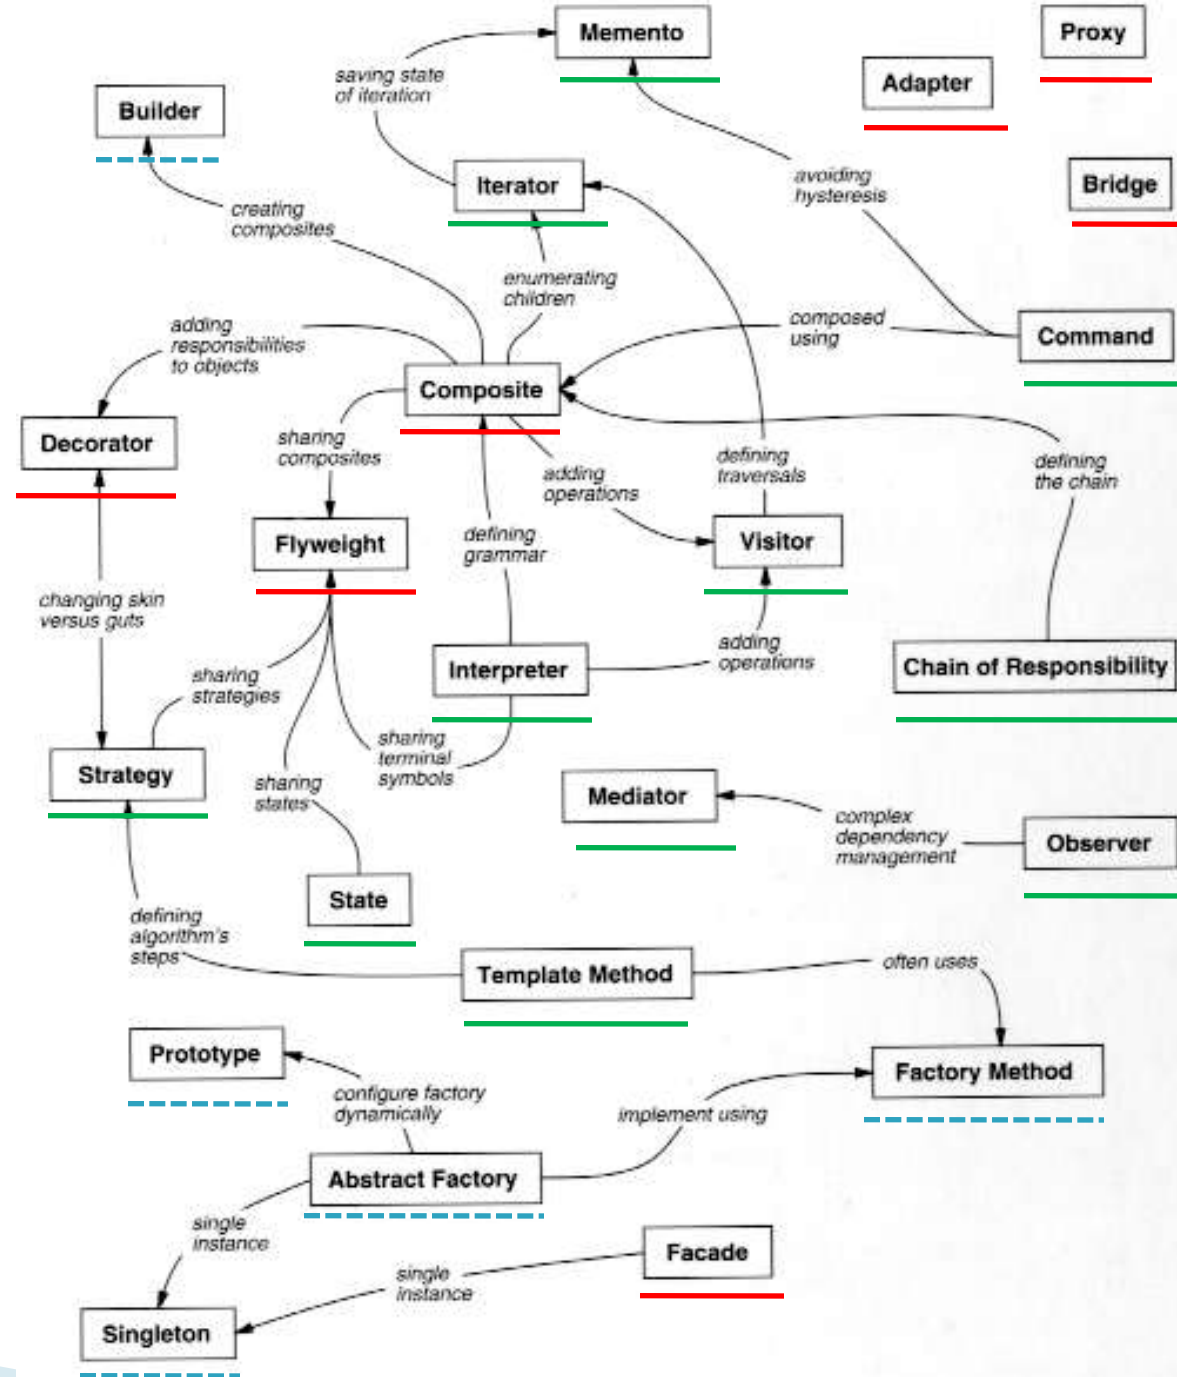 Memento
Proxy
saving state
of iteration
Adapter
Builder
Iterator
avoiding
hysteresis
Bridge
creating
composites
enumerating
children
adding
responsibilities
to objects
composed
using
Command
Composite
Decorator
sharing
composites
adding
operations
defining
traversals
defining
the chain
Flyweight
defining
grammar
Visitor
changing skin
versus guts
sharing
strategies
Interpreter
adding
operations
Chain of Responsibility
sharing
terminal
symbols
Strategy
sharing
states
Mediator
complex
dependency
management
Observer
State
defining
algorithm's
steps
Template Method
often uses
Prototype
Factory Method
configure factory
dynamically
implement using
Abstract Factory
single
instance
Facade
single
instance
Singleton